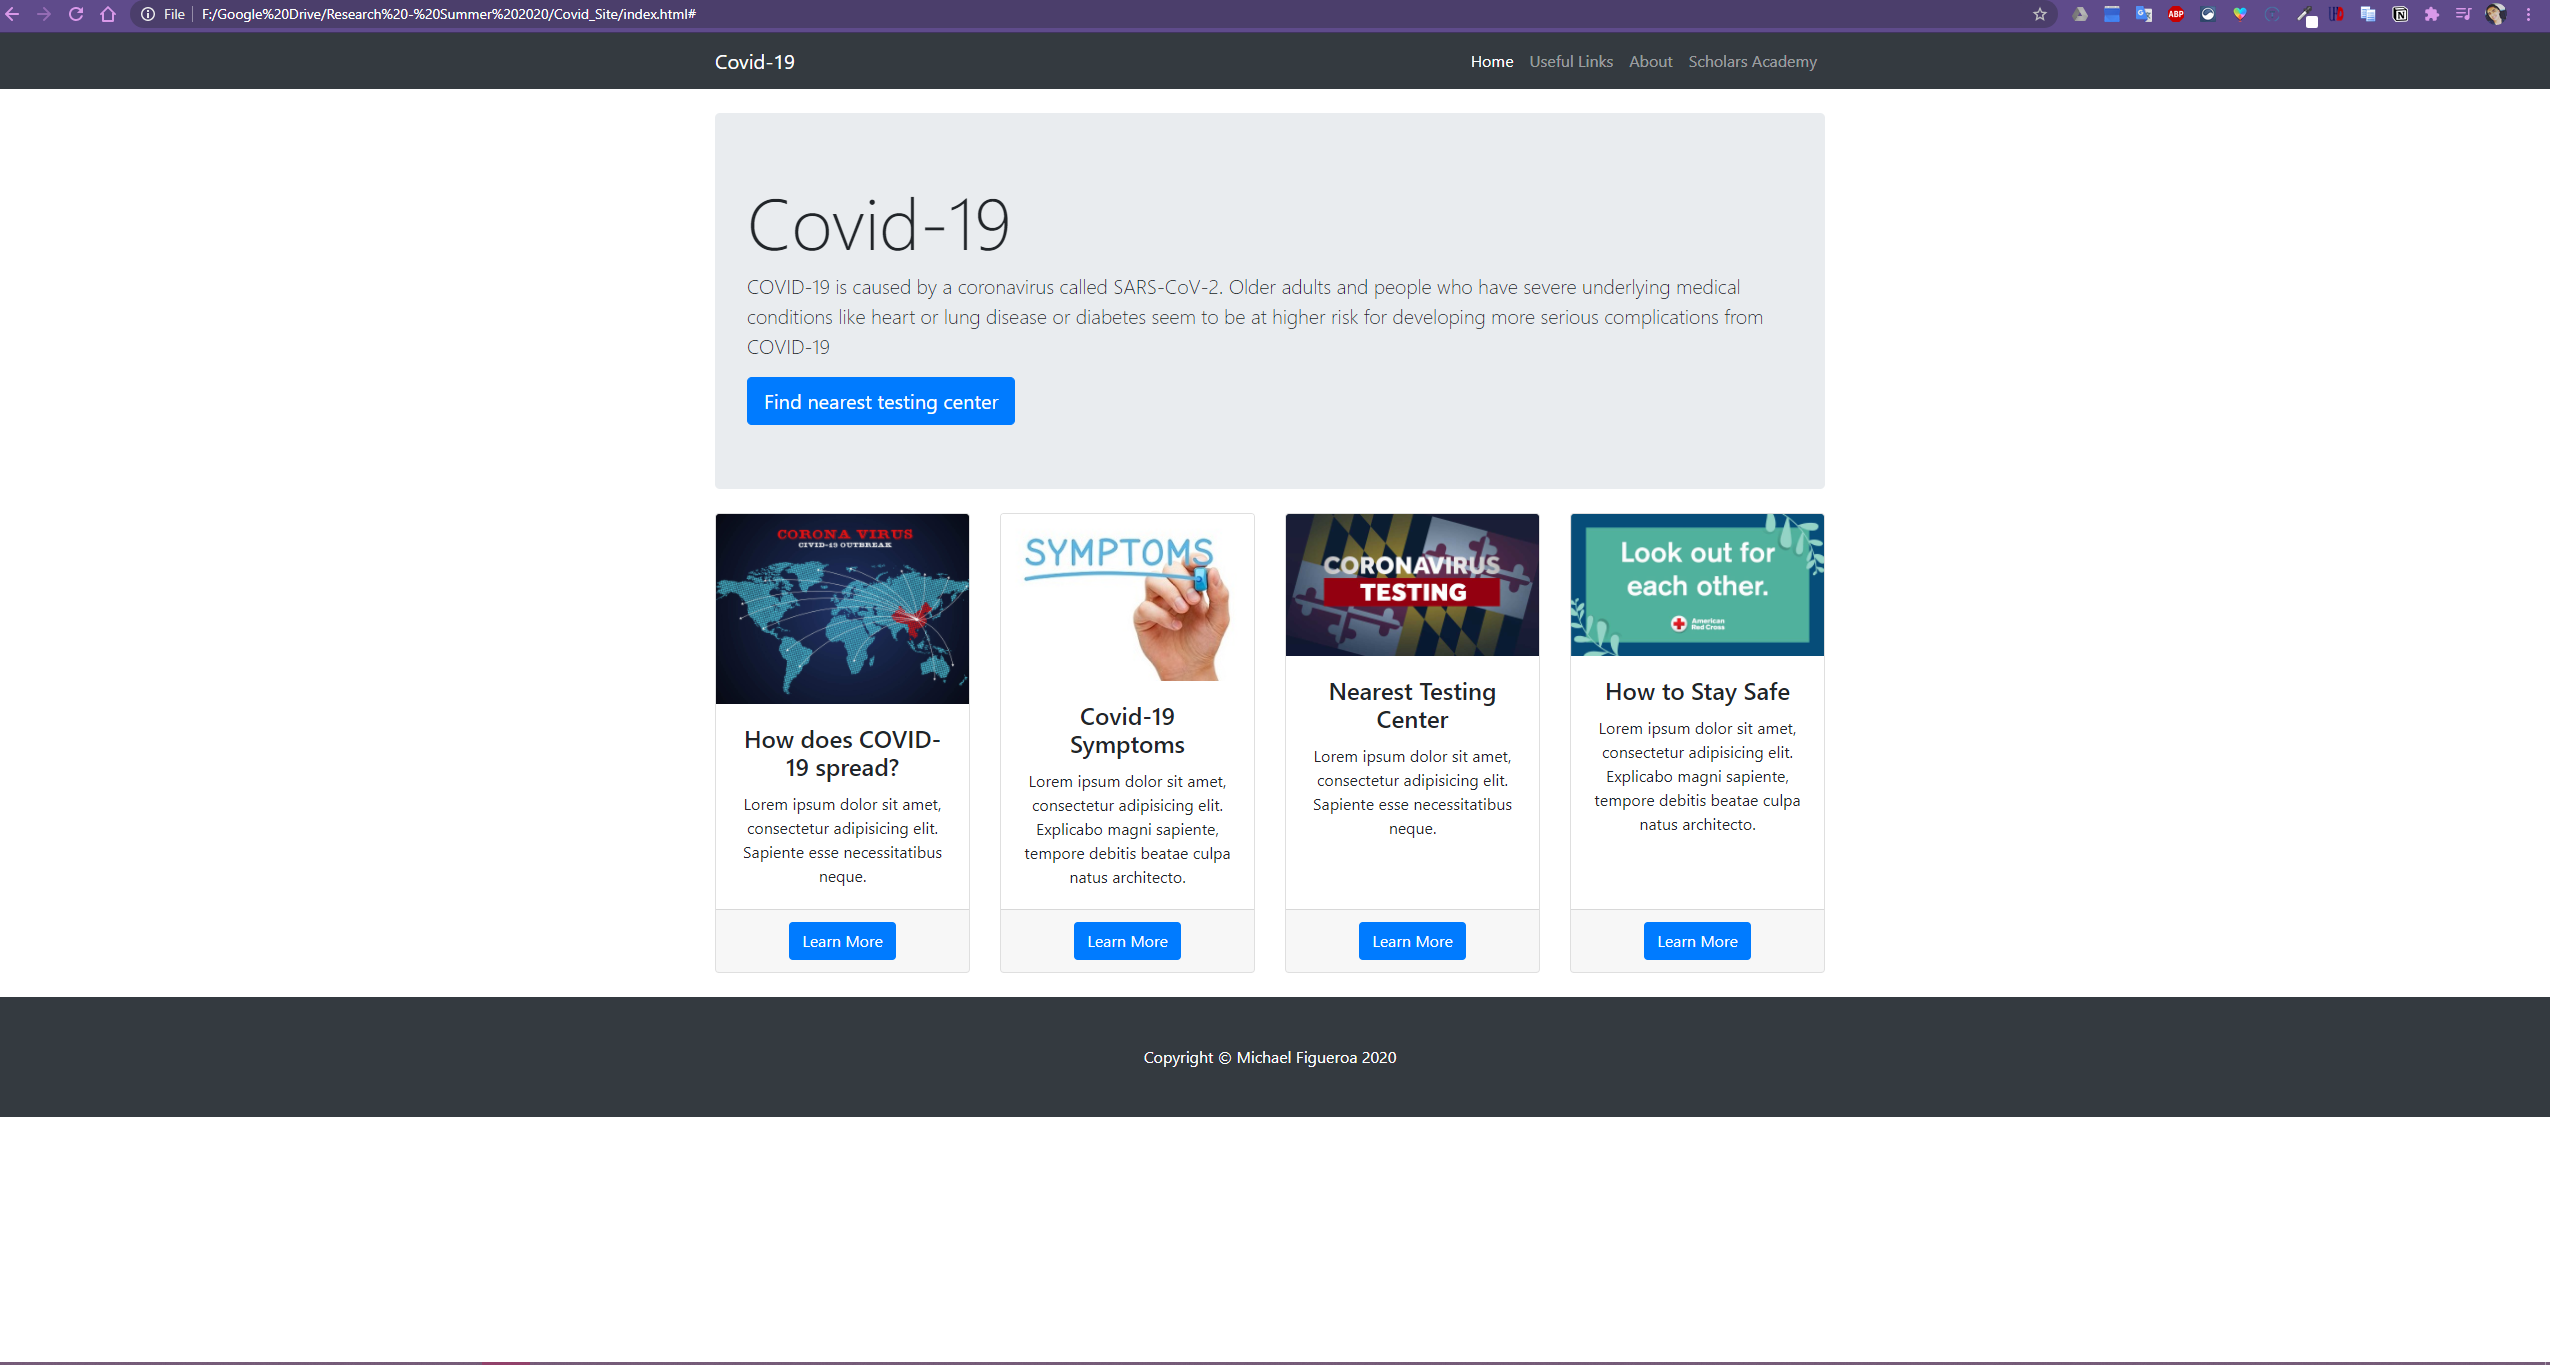 File F:/Google%20Drive/Research%20-%20Summer%202020/Covid_Site/index.html#
ABP
Covid-19
Home Useful Links About Scholars Academy
Covid-19
COVID-19 is caused by a coronavirus called SARS-CoV-2. Older adults and people who have severe underlying medical
conditions like heart or lung disease or diabetes seem to be at higher risk for developing more serious complications from
COVID-19
Find nearest testing center
CORONA VIRUS
CIVID-19 OUTBREAK
How does COVID-
19 spread?
Lorem ipsum dolor sit amet,
consectetur adipisicing elit.
Sapiente esse necessitatibus
neque.
Learn More
SYMPTOMS
Covid-19
Symptoms
Lorem ipsum dolor sit amet,
consectetur adipisicing elit.
Explicabo magni sapiente,
tempore debitis beatae culpa
natus architecto.
Learn More
CORONAVIRUS
TESTING
Nearest Testing
Center
Lorem ipsum dolor sit amet,
consectetur adipisicing elit.
Sapiente esse necessitatibus
neque.
Learn More
Look out for
each other.
American
Red Cross
How to Stay Safe
Lorem ipsum dolor sit amet,
consectetur adipisicing elit.
Explicabo magni sapiente,
tempore debitis beatae culpa
natus architecto.
Learn More
Copyright © Michael Figueroa 2020